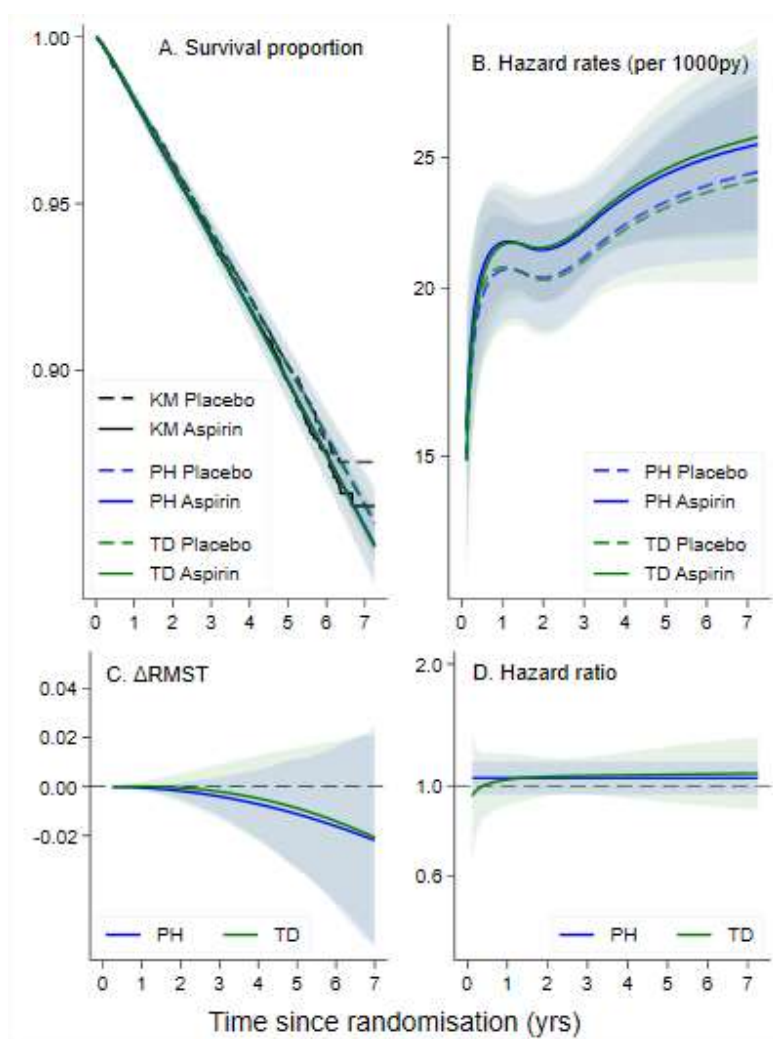 A. Survival proportion
1.00
0.95
0.90
KM Placebo
KM Aspirin
PH Placebo
PH Aspirin
TD Placebo
TD Aspirin
0 1 2 3 4 5 6 7
B. Hazard rates (per 1000py)
25
20
15
PH Placebo
PH Aspirin
TD Placebo
TD Aspirin
0 1 2 3 4 5 6 7
C. ΔRMST
0.04
0.02
0.00
-0.02
PH TD
0 1 2 3 4 5 6 7
D. Hazard ratio
2.0
1.0
0.6
PH TD
0 1 2 3 4 5 6 7
Time since randomisation (yrs)